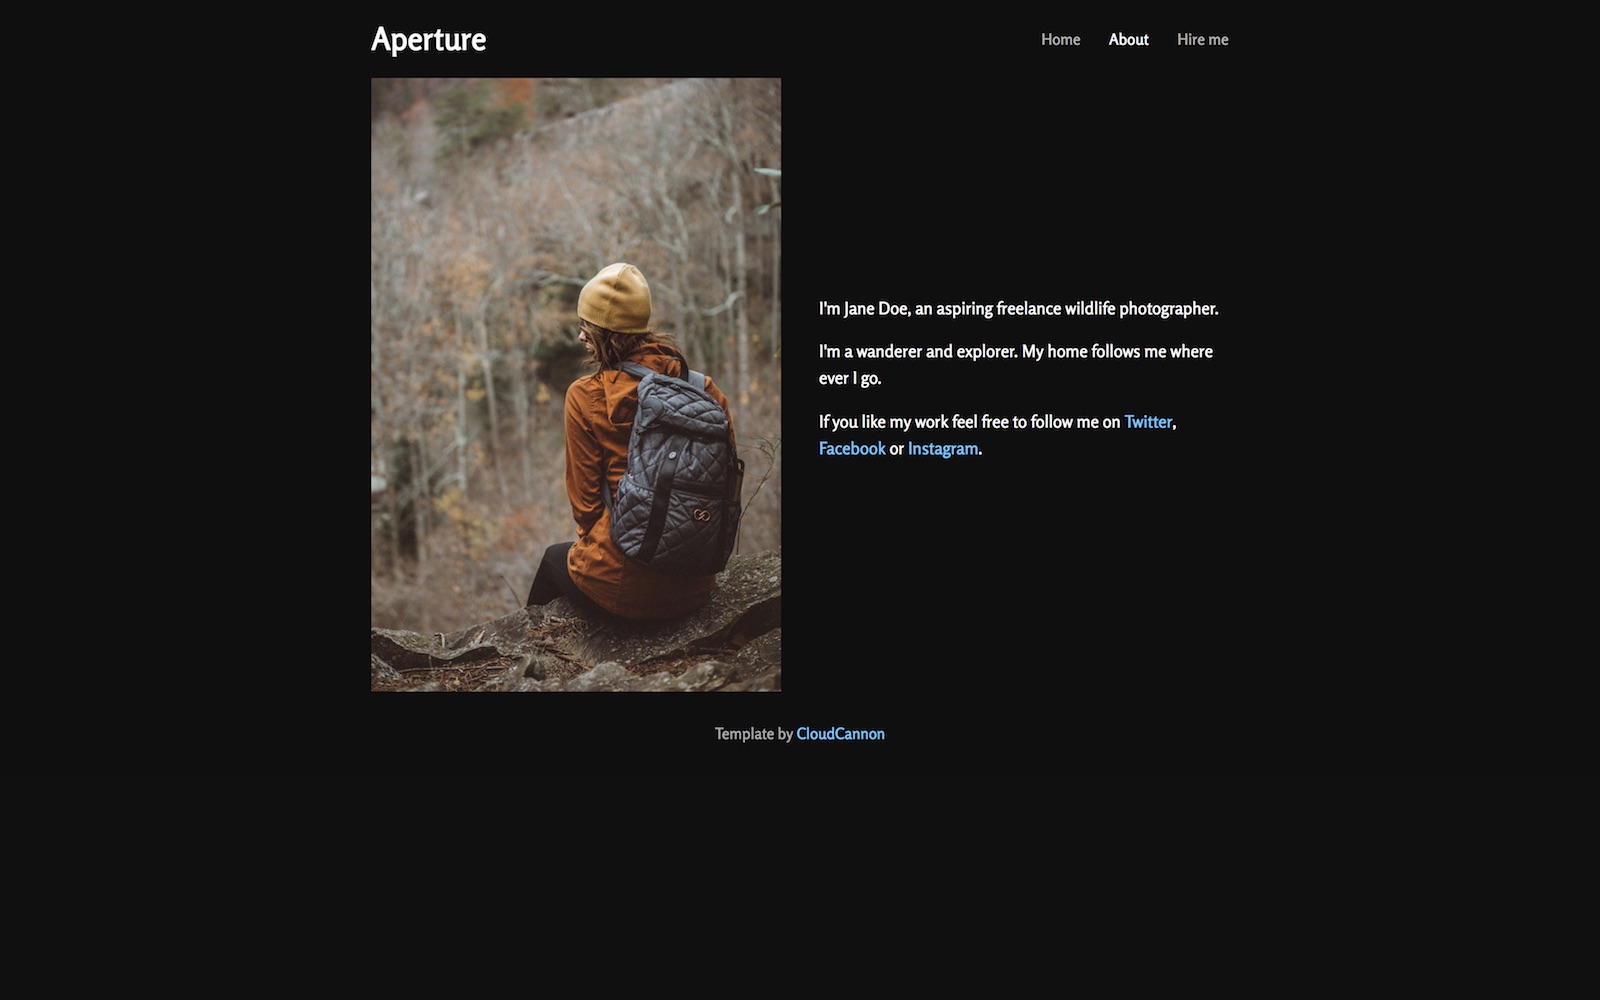 Aperture
Home About Hire me
I'm Jane Doe, an aspiring freelance wildlife photographer.
I'm a wanderer and explorer. My home follows me where
ever I go.
If you like my work feel free to follow me on Twitter,
Facebook or Instagram.
Template by CloudCannon